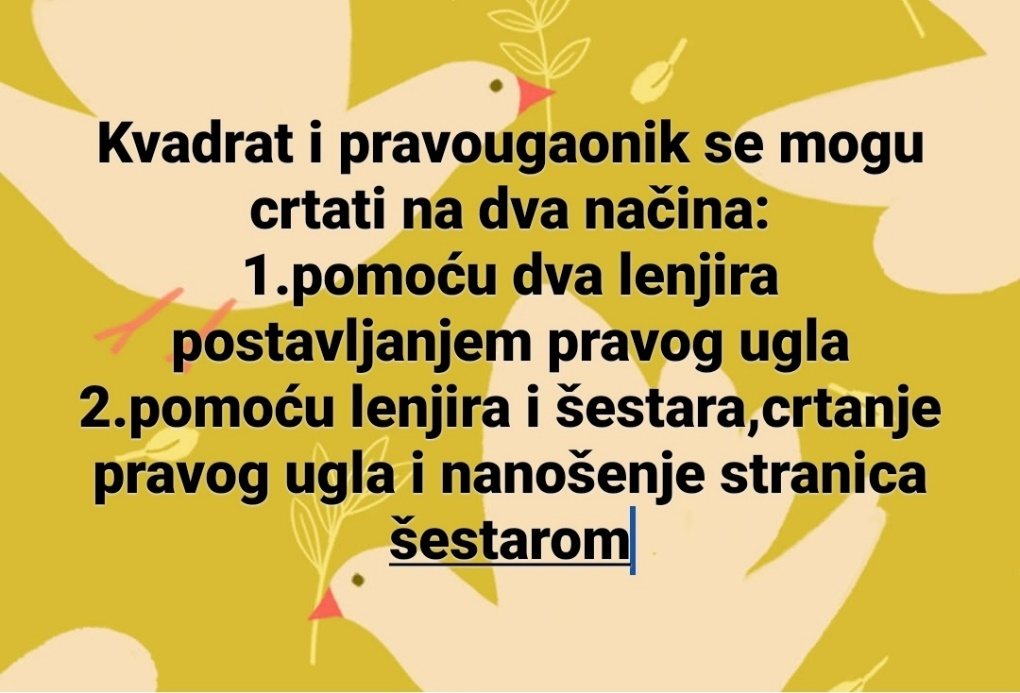 Kvadrat i pravougaonik se mogu
crtati na dva načina:
1.pomoću dva lenjira
postavljanjem pravog ugla
2.pomoću lenjira i šestara,crtanje
pravog ugla i nanošenje stranica
šestarom